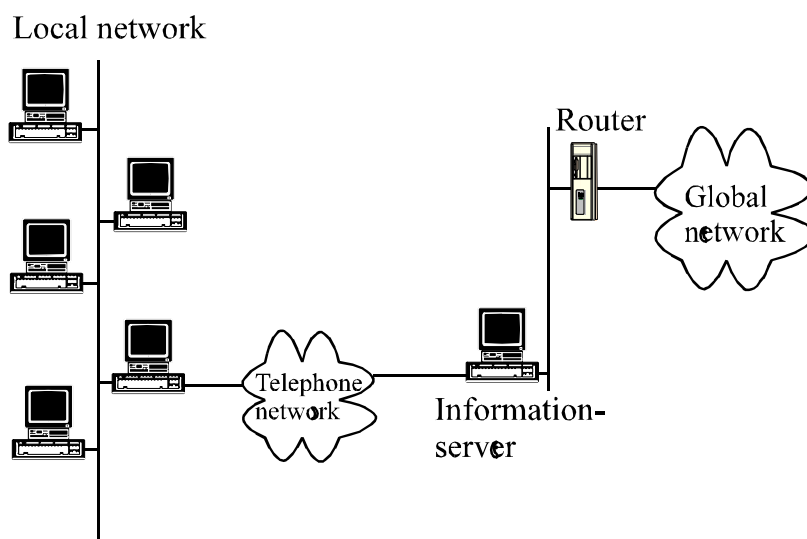 Local network
Router
Global
network
Telephone
network
Information-
server